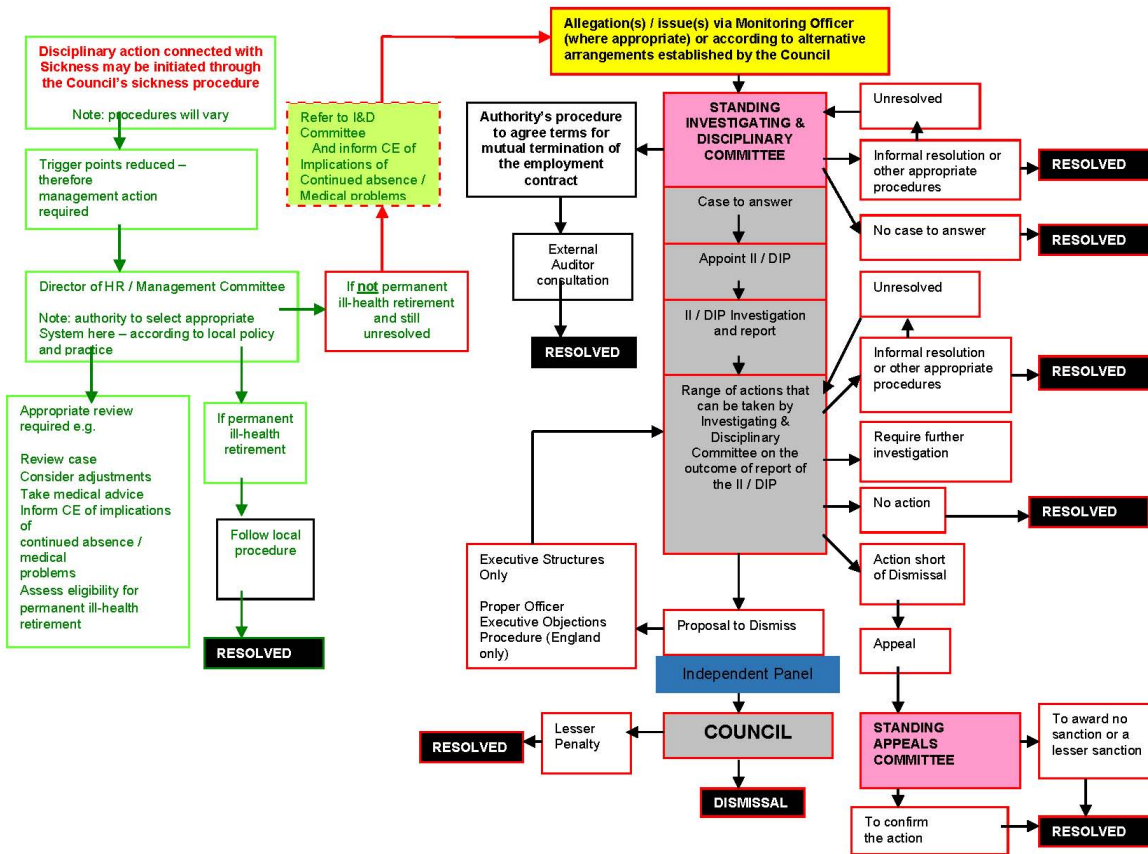 Disciplinary action connected with
Sickness may be initiated through
the Council's sickness procedure
Note: procedures will vary
Trigger points reduced –
therefore
management action
required
Director of HR / Management Committee
Note: authority to select appropriate
System here – according to local policy
and practice
Appropriate review
required e.g.
Review case
Consider adjustments
Take medical advice
Inform CE of implications
of
continued absence /
medical
problems
Assess eligibility for
permanent ill-health
retirement
If permanent
ill-health
retirement
Follow local
procedure
RESOLVED
If not permanent
ill-health retirement
and still
unresolved
Refer to I&D
Committee
And inform CE of
Implications of
Continued absence /
Medical problems
Allegation(s) / issue(s) via Monitoring Officer
(where appropriate) or according to alternative
arrangements established by the Council
Authority's procedure
to agree terms for
mutual termination
of the employment
contract
External
Auditor
consultation
RESOLVED
STANDING
INVESTIGATING &
DISCIPLINARY
COMMITTEE
Unresolved
Informal resolution or
other appropriate
procedures
RESOLVED
No case to answer
RESOLVED
Case to answer
Appoint II / DIP
II / DIP Investigation
and report
Range of actions that
can be taken by
Investigating &
Disciplinary
Committee on the
outcome of report of
the II / DIP
Unresolved
Informal resolution
or other appropriate
procedures
RESOLVED
Require further
investigation
No action
RESOLVED
Action short
of Dismissal
Appeal
STANDING
APPEALS
COMMITTEE
To award no
sanction or a
lesser sanction
To confirm
the action
RESOLVED
Executive Structures
Only
Proper Officer
Executive Objections
Procedure (England
only)
Proposal to Dismiss
Independent Panel
COUNCIL
Lesser
Penalty
RESOLVED
DISMISSAL